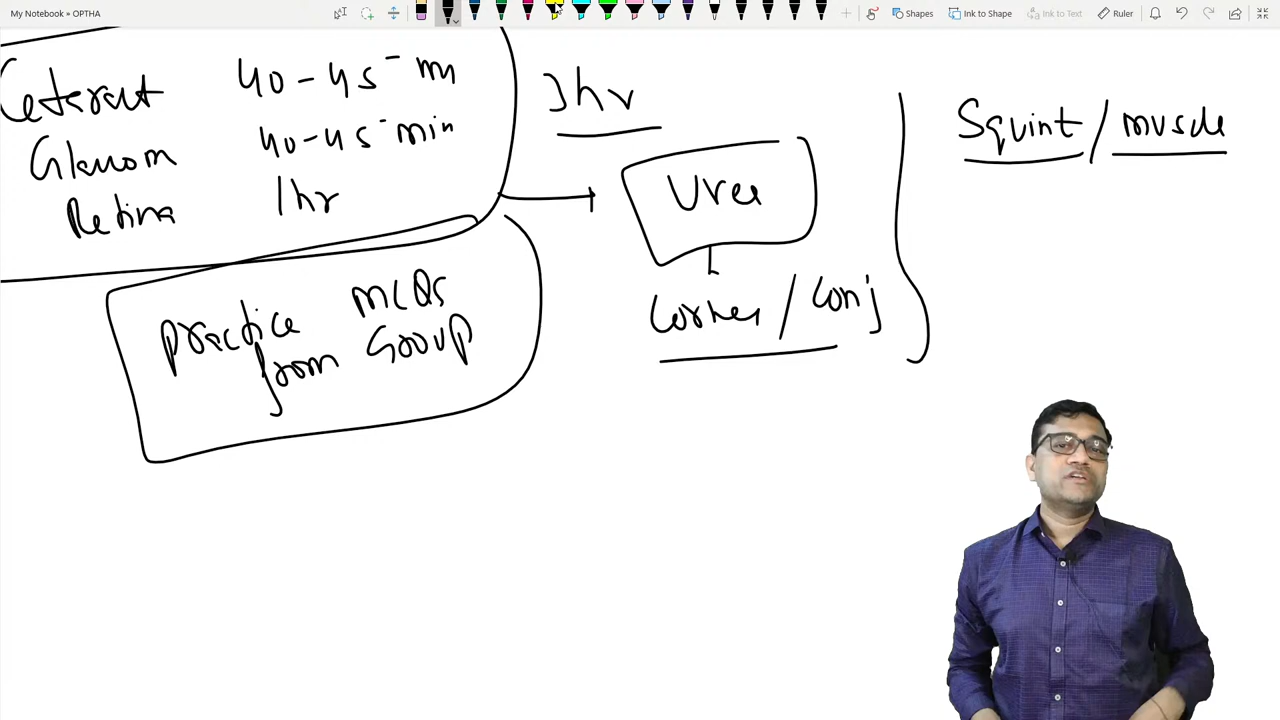 My Notebook » OPTHA
Shapes
Ink to Shape
Ink to Text
Ruler
Cataract 40-45 min
Glaucom 40-45 min
Retina 1hr
3hr
Uvea
Cornea / Conj
Squint / muscle
practice MCQs
from Group